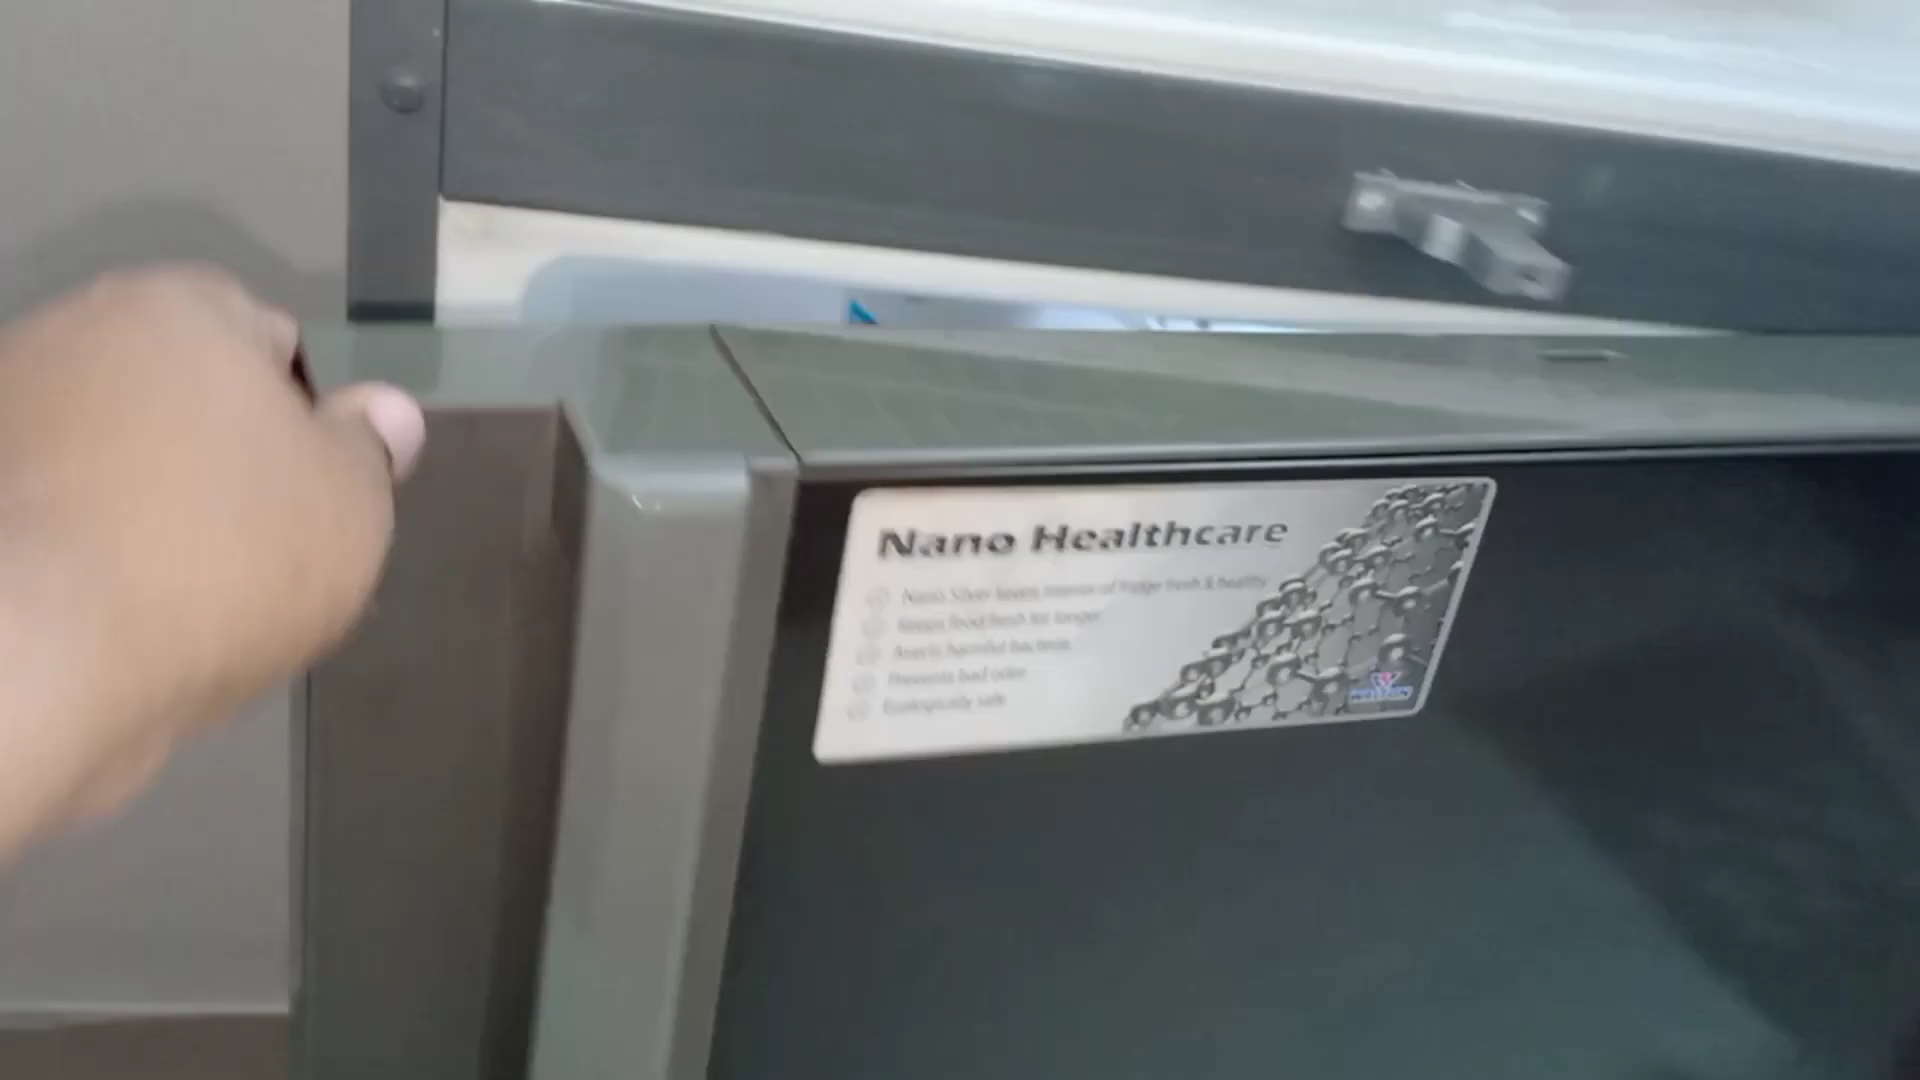 Nano Healthcare
Nano Silver keeps interior of fridge fresh & healthy
Keeps food fresh for longer
harmful bacteria
Prevents bad odor
Ecologically safe
WALTON